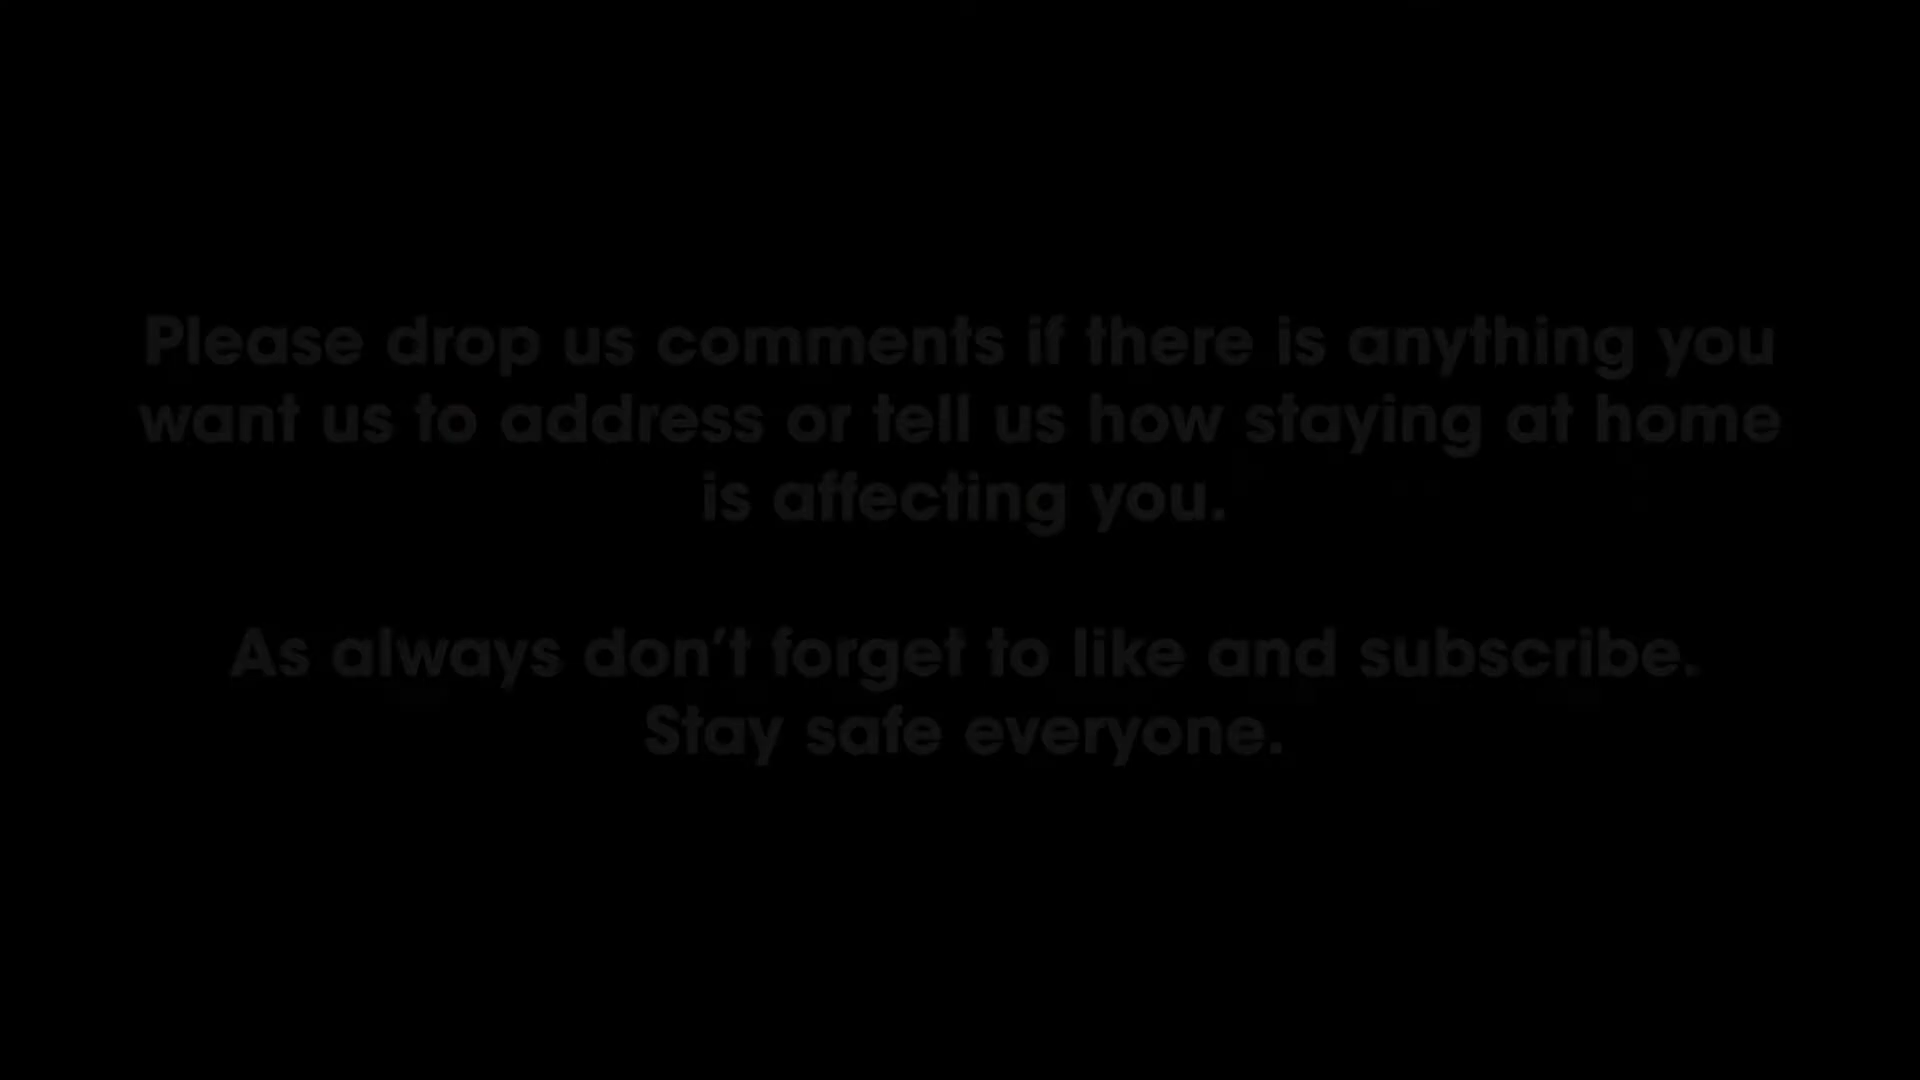 Please drop us comments if there is anything you
want us to address or tell us how staying at home
is affecting you.
As always don’t forget to like and subscribe.
Stay safe everyone.